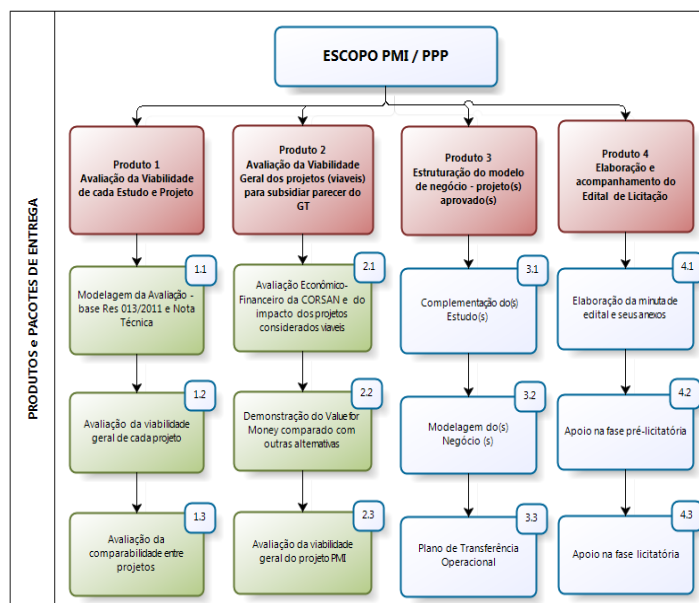 PRODUTOS e PACOTES DE ENTREGA
ESCOPO PMI / PPP
Produto 1
Avaliação da Viabilidade
de cada Estudo e Projeto
Produto 2
Avaliação da Viabilidade
Geral dos projetos (viaveis)
para subsidiar parecer do
GT
Produto 3
Estruturação do modelo
de negócio - projeto(s)
aprovado(s)
Produto 4
Elaboração e
acompanhamento do
Edital de Licitação
1.1
Modelagem da Avaliação -
base Res 013/2011 e Nota
Técnica
2.1
Avaliação Econômico-
Financeiro da CORSAN e do
impacto dos projetos
considerados viaveis
3.1
Complementação do(s)
Estudo(s)
4.1
Elaboração da minuta de
edital e seus anexos
1.2
Avaliação da viabilidade
geral de cada projeto
2.2
Demonstração do Value for
Money comparado com
outras alternativas
3.2
Modelagem do(s)
Negócio (s)
4.2
Apoio na fase pré-licitatória
1.3
Avaliação da
comparabilidade entre
projetos
2.3
Avaliação da viabilidade
geral do projeto PMI
3.3
Plano de Transferência
Operacional
4.3
Apoio na fase licitatória